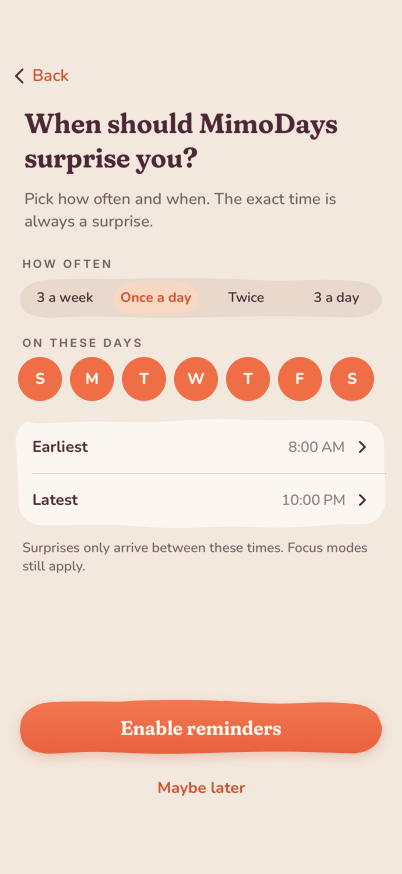 Back
When should MimoDays
surprise you?
Pick how often and when. The exact time is
always a surprise.
HOW OFTEN
3 a week Once a day Twice 3 a day
ON THESE DAYS
S M T W T F S
Earliest 8:00 AM
Latest 10:00 PM
Surprises only arrive between these times. Focus modes
still apply.
Enable reminders
Maybe later